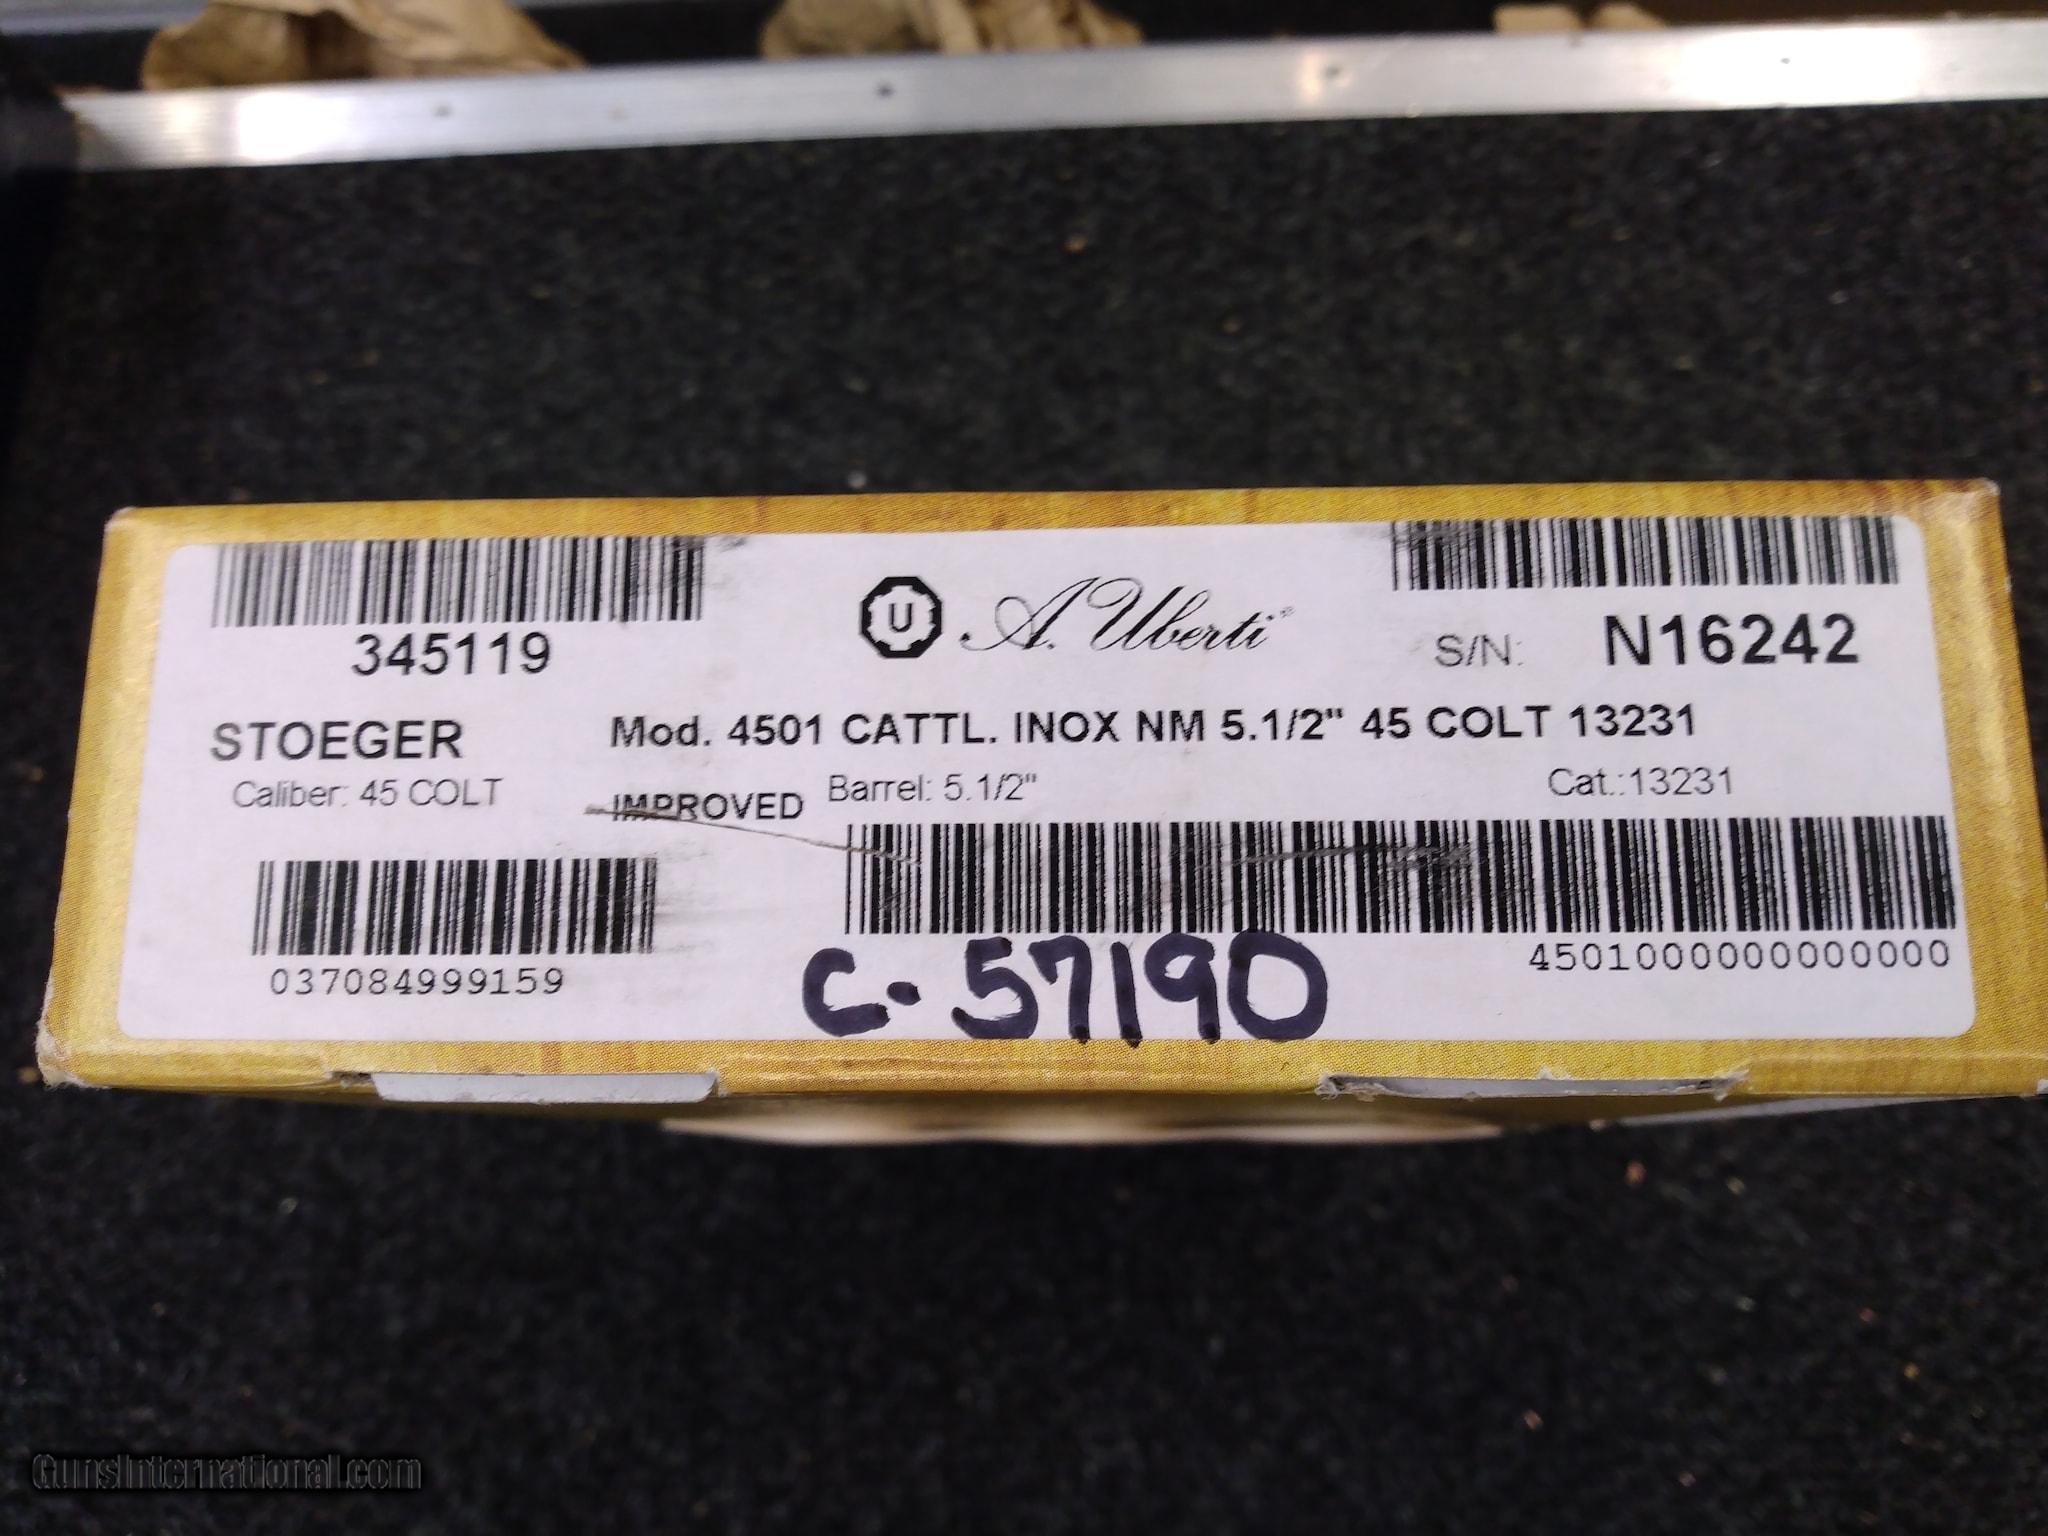 345119
U A. Uberti®
S/N: N16242
STOEGER
Mod. 4501 CATTL. INOX NM 5.1/2" 45 COLT 13231
Caliber: 45 COLT
IMPROVED
Barrel: 5.1/2"
Cat.:13231
037084999159
4501000000000000
C-57190
GunsInternational.com